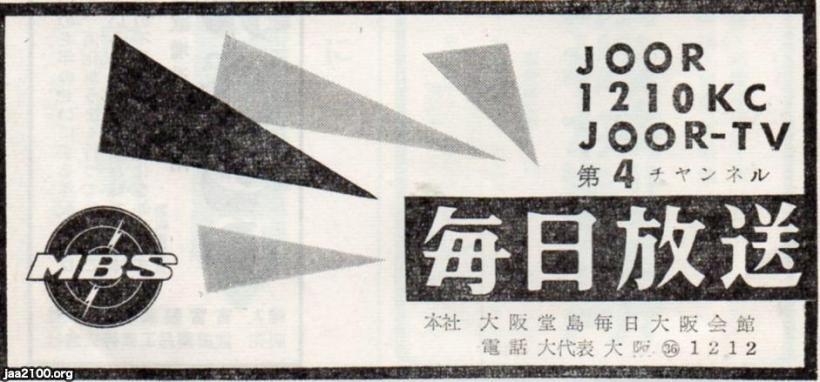 JOOR
1210KC
JOOR-TV
第4チャンネル
毎日放送
MBS
本社 大阪堂島毎日大阪会館
電話 大代表 大阪㊱1212
jaa2100.org